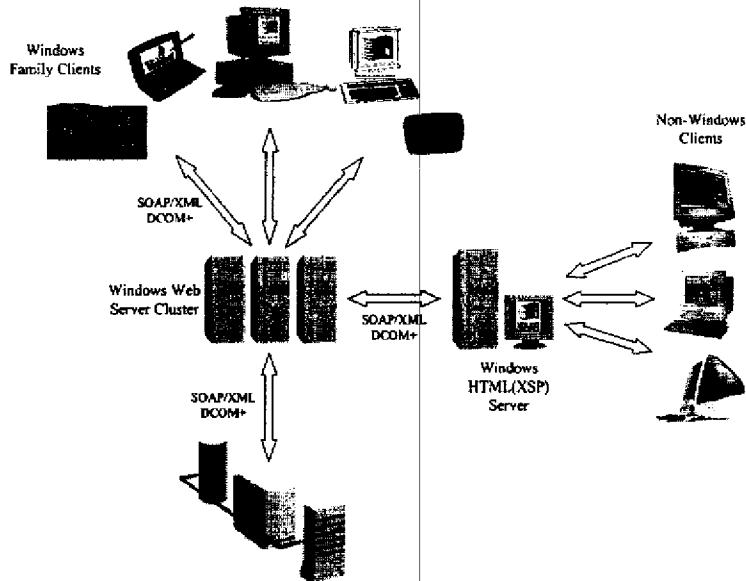 Windows
Family Clients
Non-Windows
Clients
SOAP/XML
DCOM+
Windows Web
Server Cluster
SOAP/XML
DCOM+
Windows
HTML(XSP)
Server
SOAP/XML
DCOM+